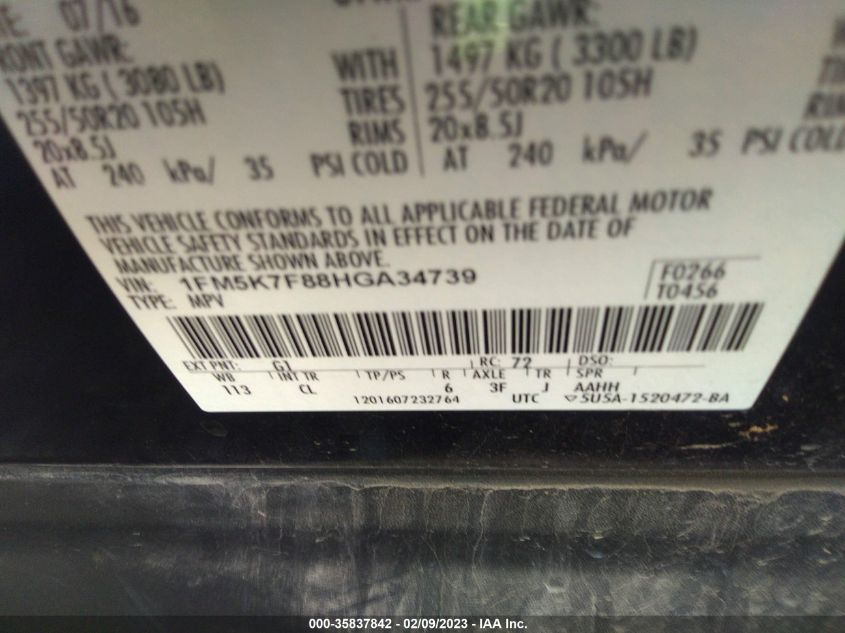 07/16
FRONT GAWR:
1397 KG ( 3080 LB)
WITH
255/50R20 105H
TIRES
20x8.5J
RIMS
AT 240 kPa/ 35 PSI COLD
REAR GAWR:
1497 KG ( 3300 LB)
255/50R20 105H
20x8.5J
AT 240 kPa/ 35 PSI COLD
THIS VEHICLE CONFORMS TO ALL APPLICABLE FEDERAL MOTOR
VEHICLE SAFETY STANDARDS IN EFFECT ON THE DATE OF
MANUFACTURE SHOWN ABOVE.
VIN: 1FM5K7F88HGA34739
TYPE: MPV
F0266
T0456
EXT PNT: G1 RC: 72 DSO:
WB INT TR TP/PS R AXLE TR SPR
113 CL 6 3F J AAHH
1201607232764 UTC ▽5U5A-1520472-BA
000-35837842 - 02/09/2023 - IAA Inc.